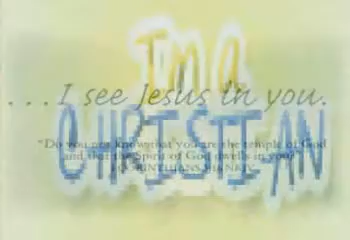 I'm a
. . . I see Jesus in you.
CHRISTIAN
"Do you not know that you are the temple of God
and that the Spirit of God dwells in you?"
I CORINTHIANS